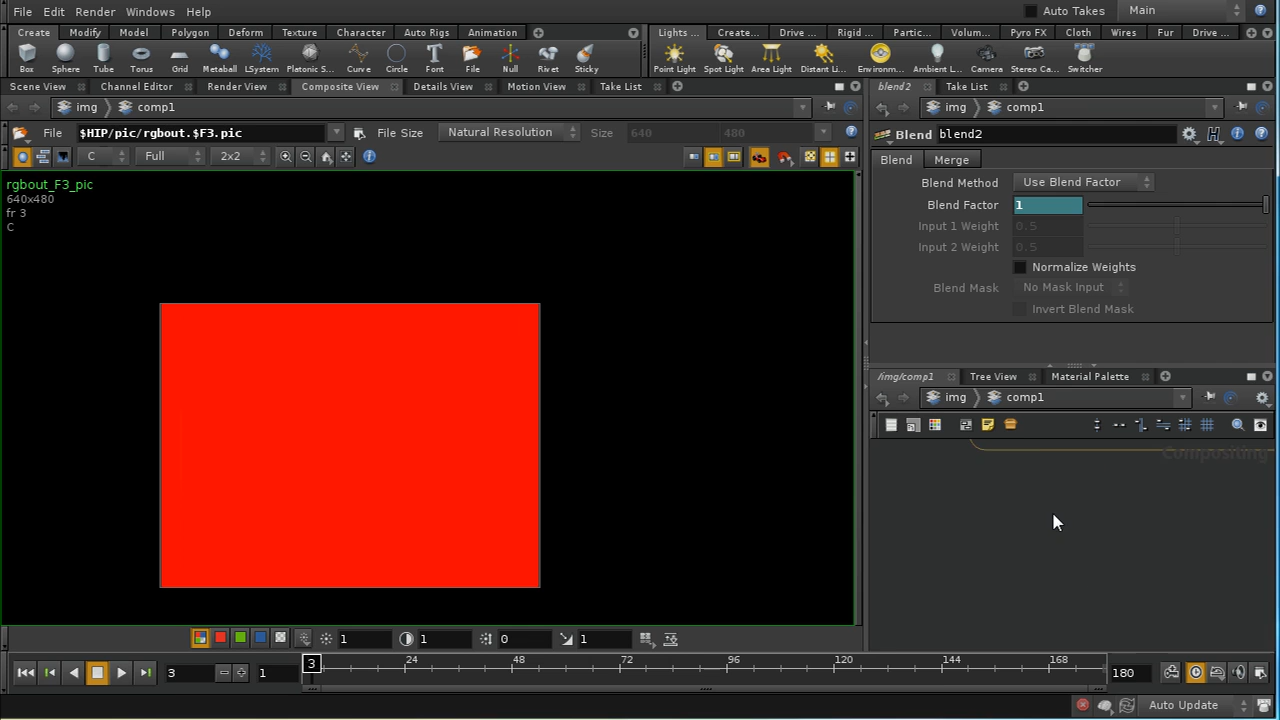 File Edit Render Windows Help Auto Takes Main
Create Modify Model Polygon Deform Texture Character Auto Rigs Animation Lights ... Create... Drive ... Rigid ... Partic... Volum... Pyro FX Cloth Wires Fur Drive ...
Box Sphere Tube Torus Grid Metaball LSystem Platonic S... Curve Circle Font File Null Rivet Sticky Point Light Spot Light Area Light Distant Li... Environm... Ambient L... Camera Stereo Ca... Switcher
Scene View Channel Editor Render View Composite View Details View Motion View Take List blend2 Take List
img comp1 img comp1
File $HIP/pic/rgbout.$F3.pic File Size Natural Resolution Size 640 480 Blend blend2
C Full 2x2 Blend Merge
rgbout_F3_pic
640x480
fr 3
C
Blend Method Use Blend Factor
Blend Factor 1
Input 1 Weight 0.5
Input 2 Weight 0.5
Normalize Weights
Blend Mask No Mask Input
Invert Blend Mask
/img/comp1 Tree View Material Palette
img comp1
Compositing
1 1 0 1
3 1 3 24 48 72 96 120 144 168 180
Auto Update